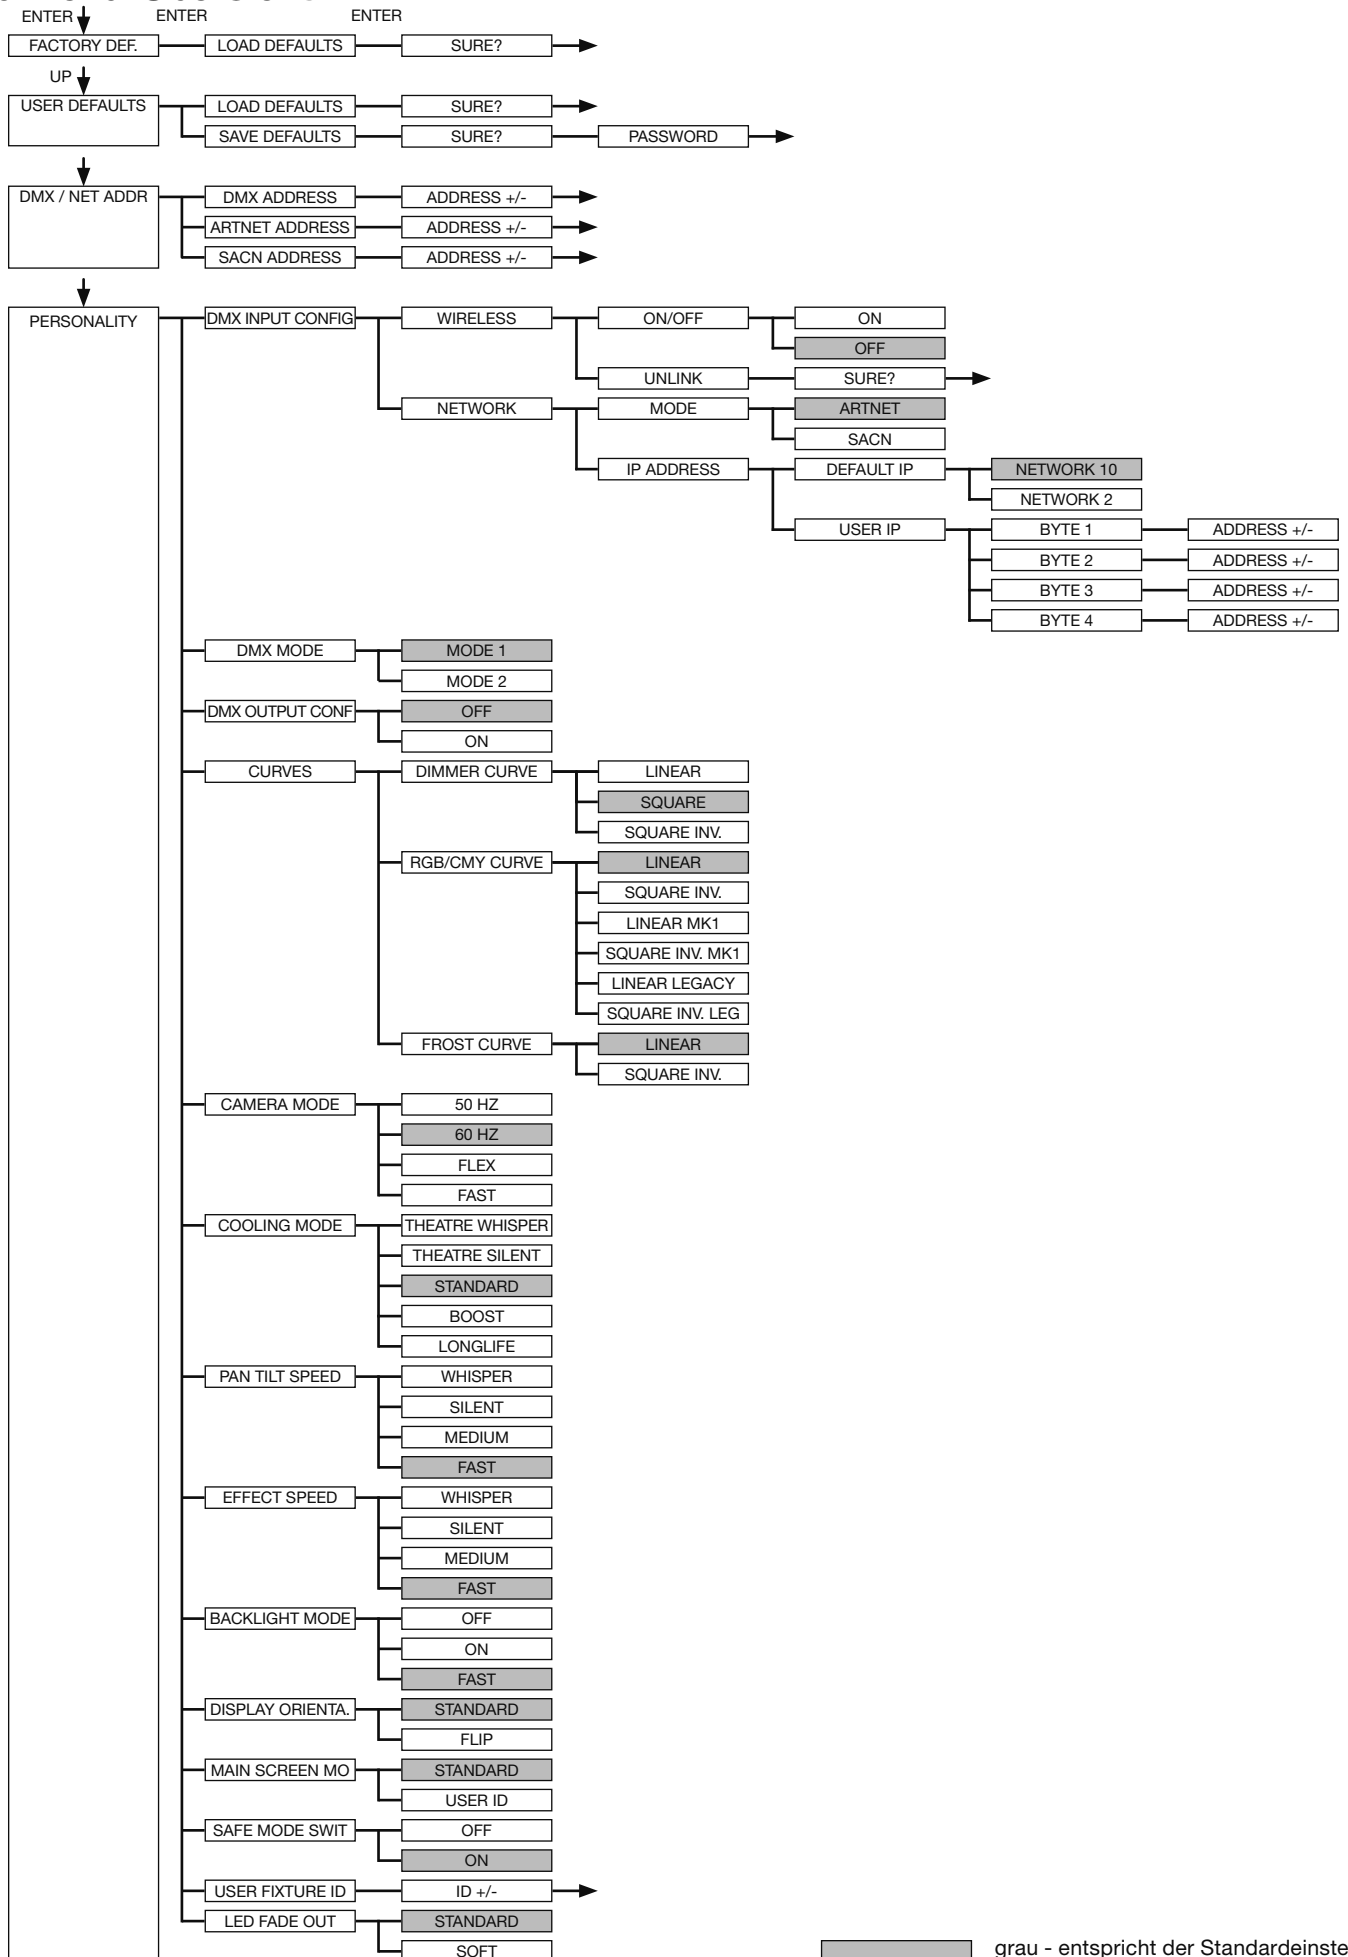 ENTER ENTER ENTER
FACTORY DEF. LOAD DEFAULTS SURE?
UP
USER DEFAULTS LOAD DEFAULTS SURE?
SAVE DEFAULTS SURE? PASSWORD
DMX / NET ADDR DMX ADDRESS ADDRESS +/-
ARTNET ADDRESS ADDRESS +/-
SACN ADDRESS ADDRESS +/-
PERSONALITY DMX INPUT CONFIG WIRELESS ON/OFF ON
OFF
UNLINK SURE?
NETWORK MODE ARTNET
SACN
IP ADDRESS DEFAULT IP NETWORK 10
NETWORK 2
USER IP BYTE 1 ADDRESS +/-
BYTE 2 ADDRESS +/-
BYTE 3 ADDRESS +/-
BYTE 4 ADDRESS +/-
DMX MODE MODE 1
MODE 2
DMX OUTPUT CONF OFF
ON
CURVES DIMMER CURVE LINEAR
SQUARE
SQUARE INV.
RGB/CMY CURVE LINEAR
SQUARE INV.
LINEAR MK1
SQUARE INV. MK1
LINEAR LEGACY
SQUARE INV. LEG
FROST CURVE LINEAR
SQUARE INV.
CAMERA MODE 50 HZ
60 HZ
FLEX
FAST
COOLING MODE THEATRE WHISPER
THEATRE SILENT
STANDARD
BOOST
LONGLIFE
PAN TILT SPEED WHISPER
SILENT
MEDIUM
FAST
EFFECT SPEED WHISPER
SILENT
MEDIUM
FAST
BACKLIGHT MODE OFF
ON
FAST
DISPLAY ORIENTA. STANDARD
FLIP
MAIN SCREEN MO STANDARD
USER ID
SAFE MODE SWIT OFF
ON
USER FIXTURE ID ID +/-
LED FADE OUT STANDARD
SOFT
grau - entspricht der Standardeinste